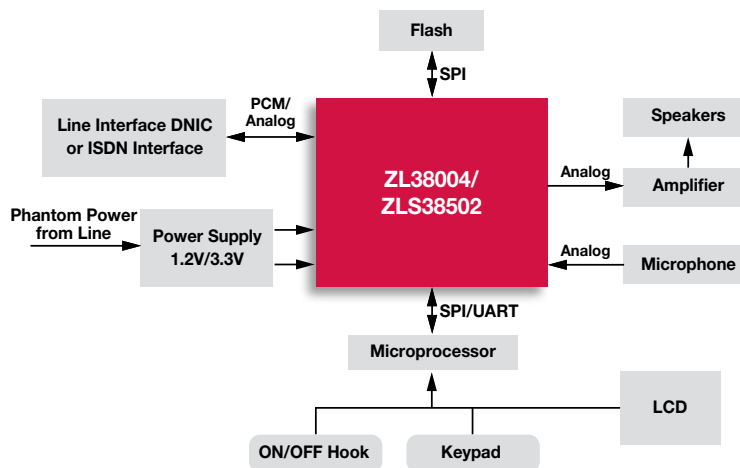 Flash
SPI
PCM/
Analog
Line Interface DNIC
or ISDN Interface
ZL38004/
ZLS38502
Speakers
Analog
Amplifier
Phantom Power
from Line
Power Supply
1.2V/3.3V
Analog
Microphone
SPI/UART
Microprocessor
LCD
ON/OFF Hook
Keypad